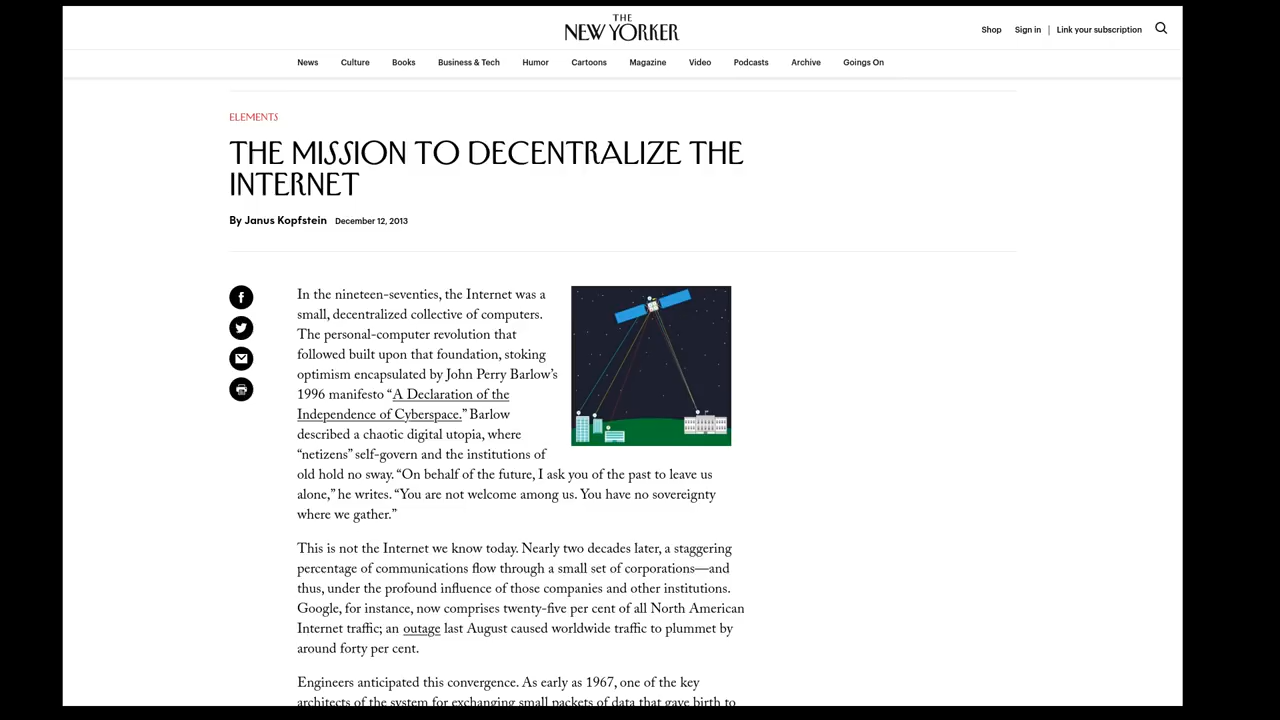 THE
NEW YORKER
Shop Sign in | Link your subscription
News Culture Books Business & Tech Humor Cartoons Magazine Video Podcasts Archive Goings On
ELEMENTS
THE MISSION TO DECENTRALIZE THE
INTERNET
By Janus Kopfstein December 12, 2013
In the nineteen-seventies, the Internet was a
small, decentralized collective of computers.
The personal-computer revolution that
followed built upon that foundation, stoking
optimism encapsulated by John Perry Barlow’s
1996 manifesto “A Declaration of the
Independence of Cyberspace.” Barlow
described a chaotic digital utopia, where
“netizens” self-govern and the institutions of
old hold no sway. “On behalf of the future, I ask you of the past to leave us
alone,” he writes. “You are not welcome among us. You have no sovereignty
where we gather.”
This is not the Internet we know today. Nearly two decades later, a staggering
percentage of communications flow through a small set of corporations—and
thus, under the profound influence of those companies and other institutions.
Google, for instance, now comprises twenty-five per cent of all North American
Internet traffic; an outage last August caused worldwide traffic to plummet by
around forty per cent.
Engineers anticipated this convergence. As early as 1967, one of the key
architects of the system for exchanging small packets of data that gave birth to